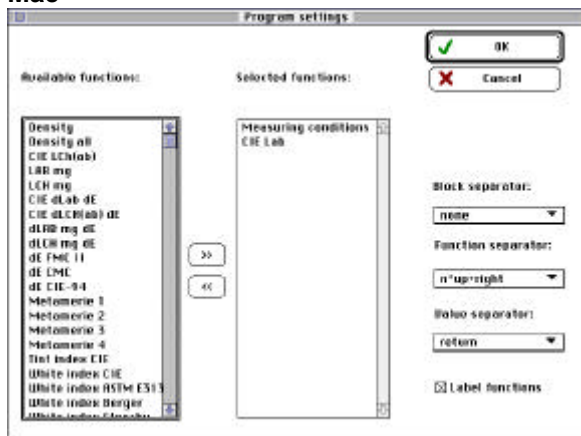 Mac
Program settings
OK
Cancel
Available functions:
Selected functions:
Density
Density all
CIE LCh(ab)
LAB mg
LCH mg
CIE dLab dE
CIE dLCH(ab) dE
dLAB mg dE
dLCH mg dE
dE FMC II
dE CMC
dE CIE-94
Metamerie 1
Metamerie 2
Metamerie 3
Metamerie 4
Tint index CIE
White index CIE
White index ASTM E313
White index Berger
White index Stensby
>>
<<
Measuring conditions
CIE Lab
Block separator:
none
Function separator:
n*up+right
Value separator:
return
Label functions